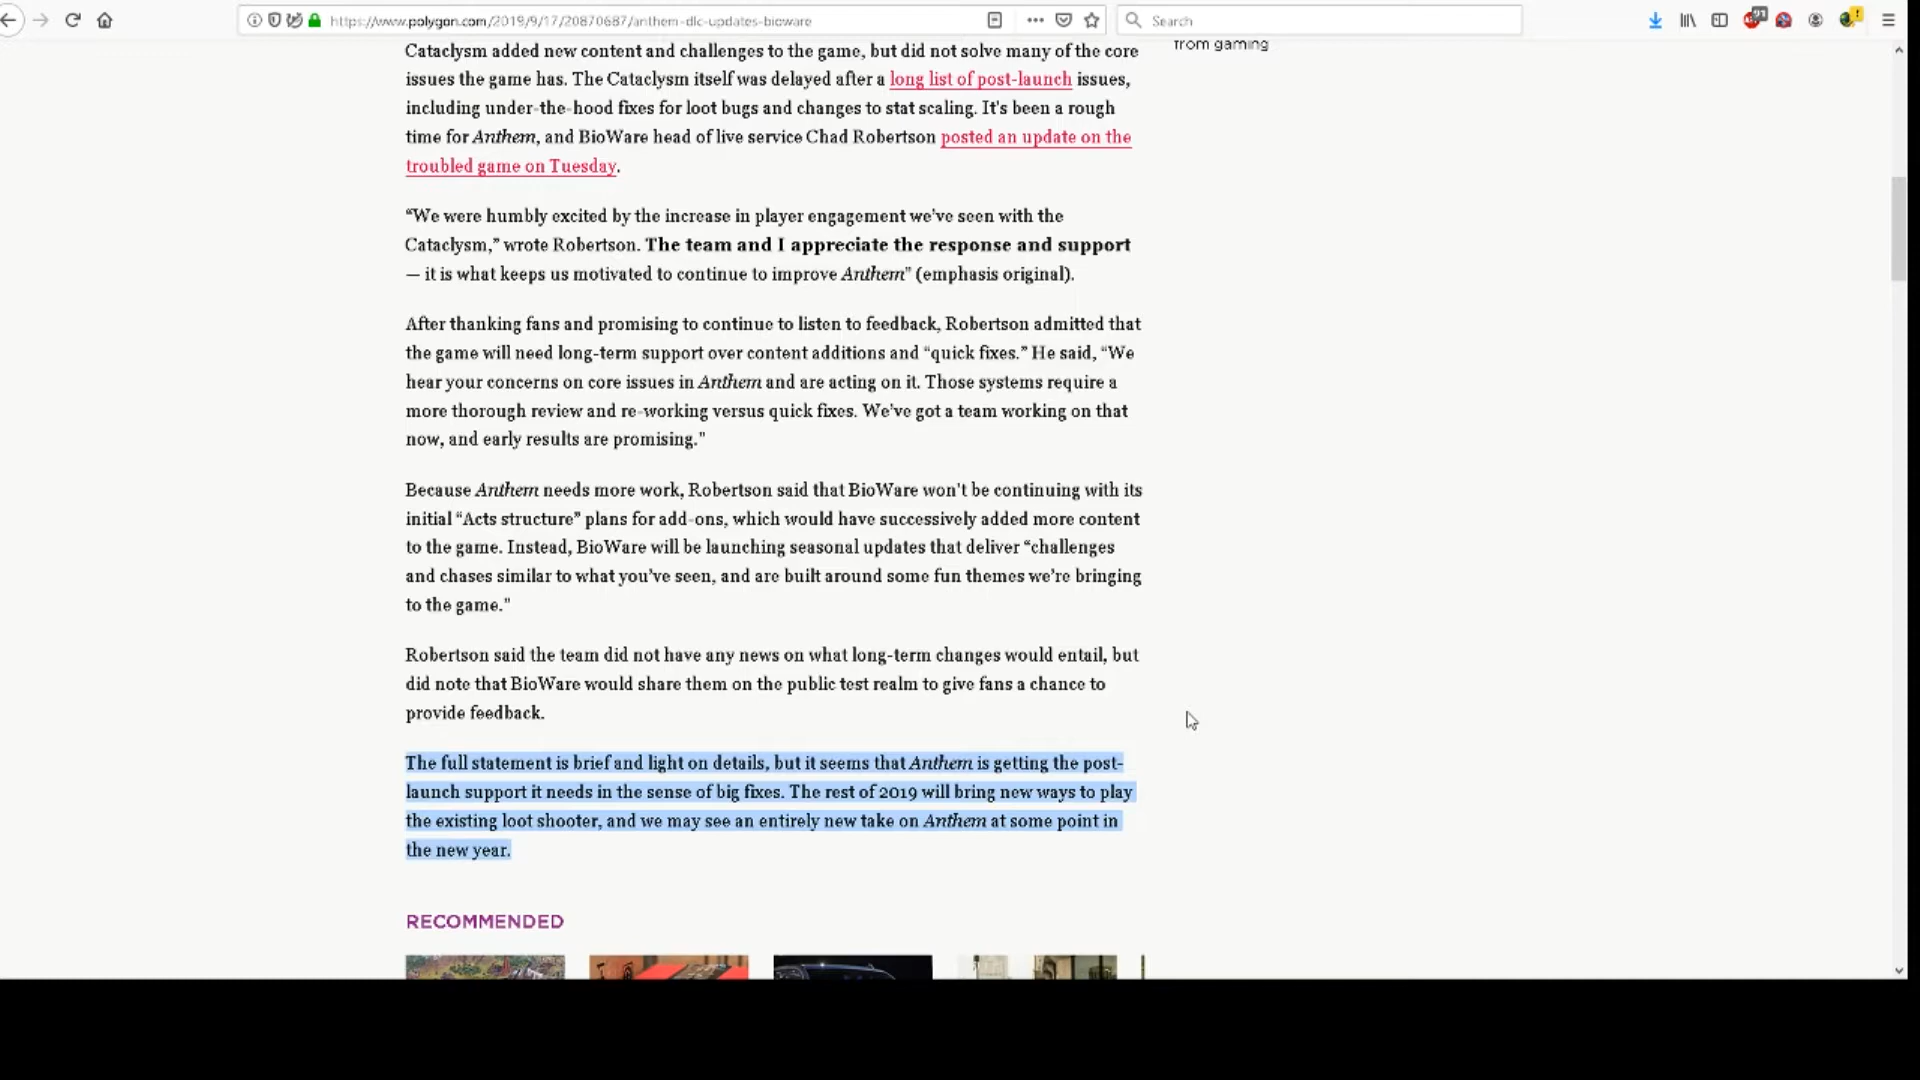 https://www.polygon.com/2019/9/17/20870687/anthem-dlc-updates-bioware
Search
91
from gaming
Cataclysm added new content and challenges to the game, but did not solve many of the core
issues the game has. The Cataclysm itself was delayed after a long list of post-launch issues,
including under-the-hood fixes for loot bugs and changes to stat scaling. It's been a rough
time for Anthem, and BioWare head of live service Chad Robertson posted an update on the
troubled game on Tuesday.
“We were humbly excited by the increase in player engagement we’ve seen with the
Cataclysm,” wrote Robertson. The team and I appreciate the response and support
— it is what keeps us motivated to continue to improve Anthem” (emphasis original).
After thanking fans and promising to continue to listen to feedback, Robertson admitted that
the game will need long-term support over content additions and “quick fixes.” He said, “We
hear your concerns on core issues in Anthem and are acting on it. Those systems require a
more thorough review and re-working versus quick fixes. We’ve got a team working on that
now, and early results are promising."
Because Anthem needs more work, Robertson said that BioWare won't be continuing with its
initial “Acts structure” plans for add-ons, which would have successively added more content
to the game. Instead, BioWare will be launching seasonal updates that deliver “challenges
and chases similar to what you’ve seen, and are built around some fun themes we’re bringing
to the game."
Robertson said the team did not have any news on what long-term changes would entail, but
did note that BioWare would share them on the public test realm to give fans a chance to
provide feedback.
The full statement is brief and light on details, but it seems that Anthem is getting the post-
launch support it needs in the sense of big fixes. The rest of 2019 will bring new ways to play
the existing loot shooter, and we may see an entirely new take on Anthem at some point in
the new year.
RECOMMENDED